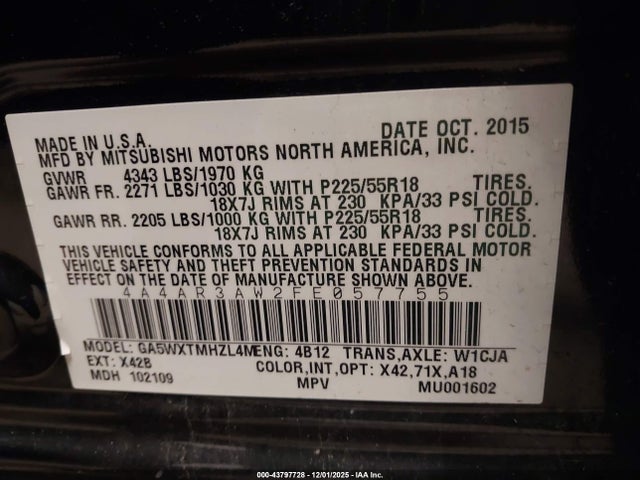 MADE IN U.S.A. DATE OCT. 2015
MFD BY MITSUBISHI MOTORS NORTH AMERICA, INC.
GVWR 4343 LBS/1970 KG
GAWR FR. 2271 LBS/1030 KG WITH P225/55R18 TIRES.
18X7J RIMS AT 230 KPA/33 PSI COLD.
GAWR RR. 2205 LBS/1000 KG WITH P225/55R18 TIRES.
18X7J RIMS AT 230 KPA/33 PSI COLD.
THIS VEHICLE CONFORMS TO ALL APPLICABLE FEDERAL MOTOR
VEHICLE SAFETY AND THEFT PREVENTION STANDARDS IN
EFFECT ON THE DATE OF MANUFACTURE SHOWN ABOVE.
4A4AR3AW2FE057755
MODEL: GA5WXTMHZL4M ENG: 4B12 TRANS,AXLE: W1CJA
EXT: X42B COLOR,INT,OPT: X42,71X,A18
MDH 102109 MPV MU001602
000-43797728 - 12/01/2025 - IAA Inc.